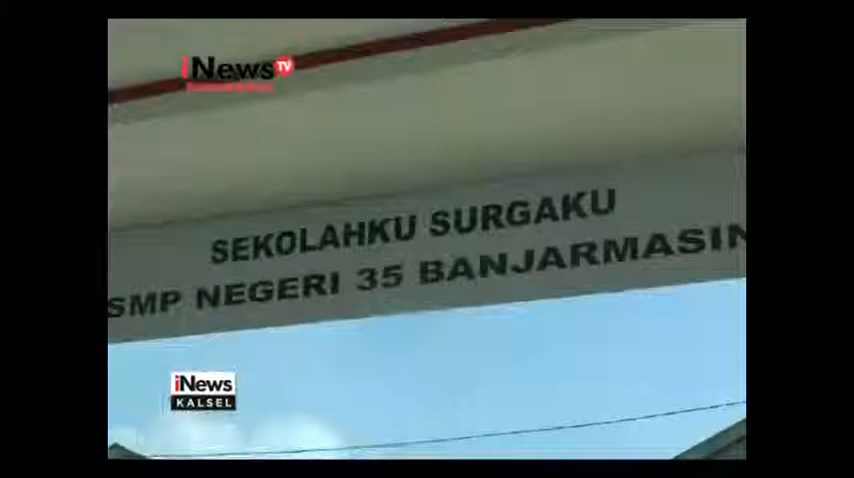 iNews TV
SEKOLAHKU SURGAKU
SMP NEGERI 35 BANJARMASIN
iNews
KALSEL